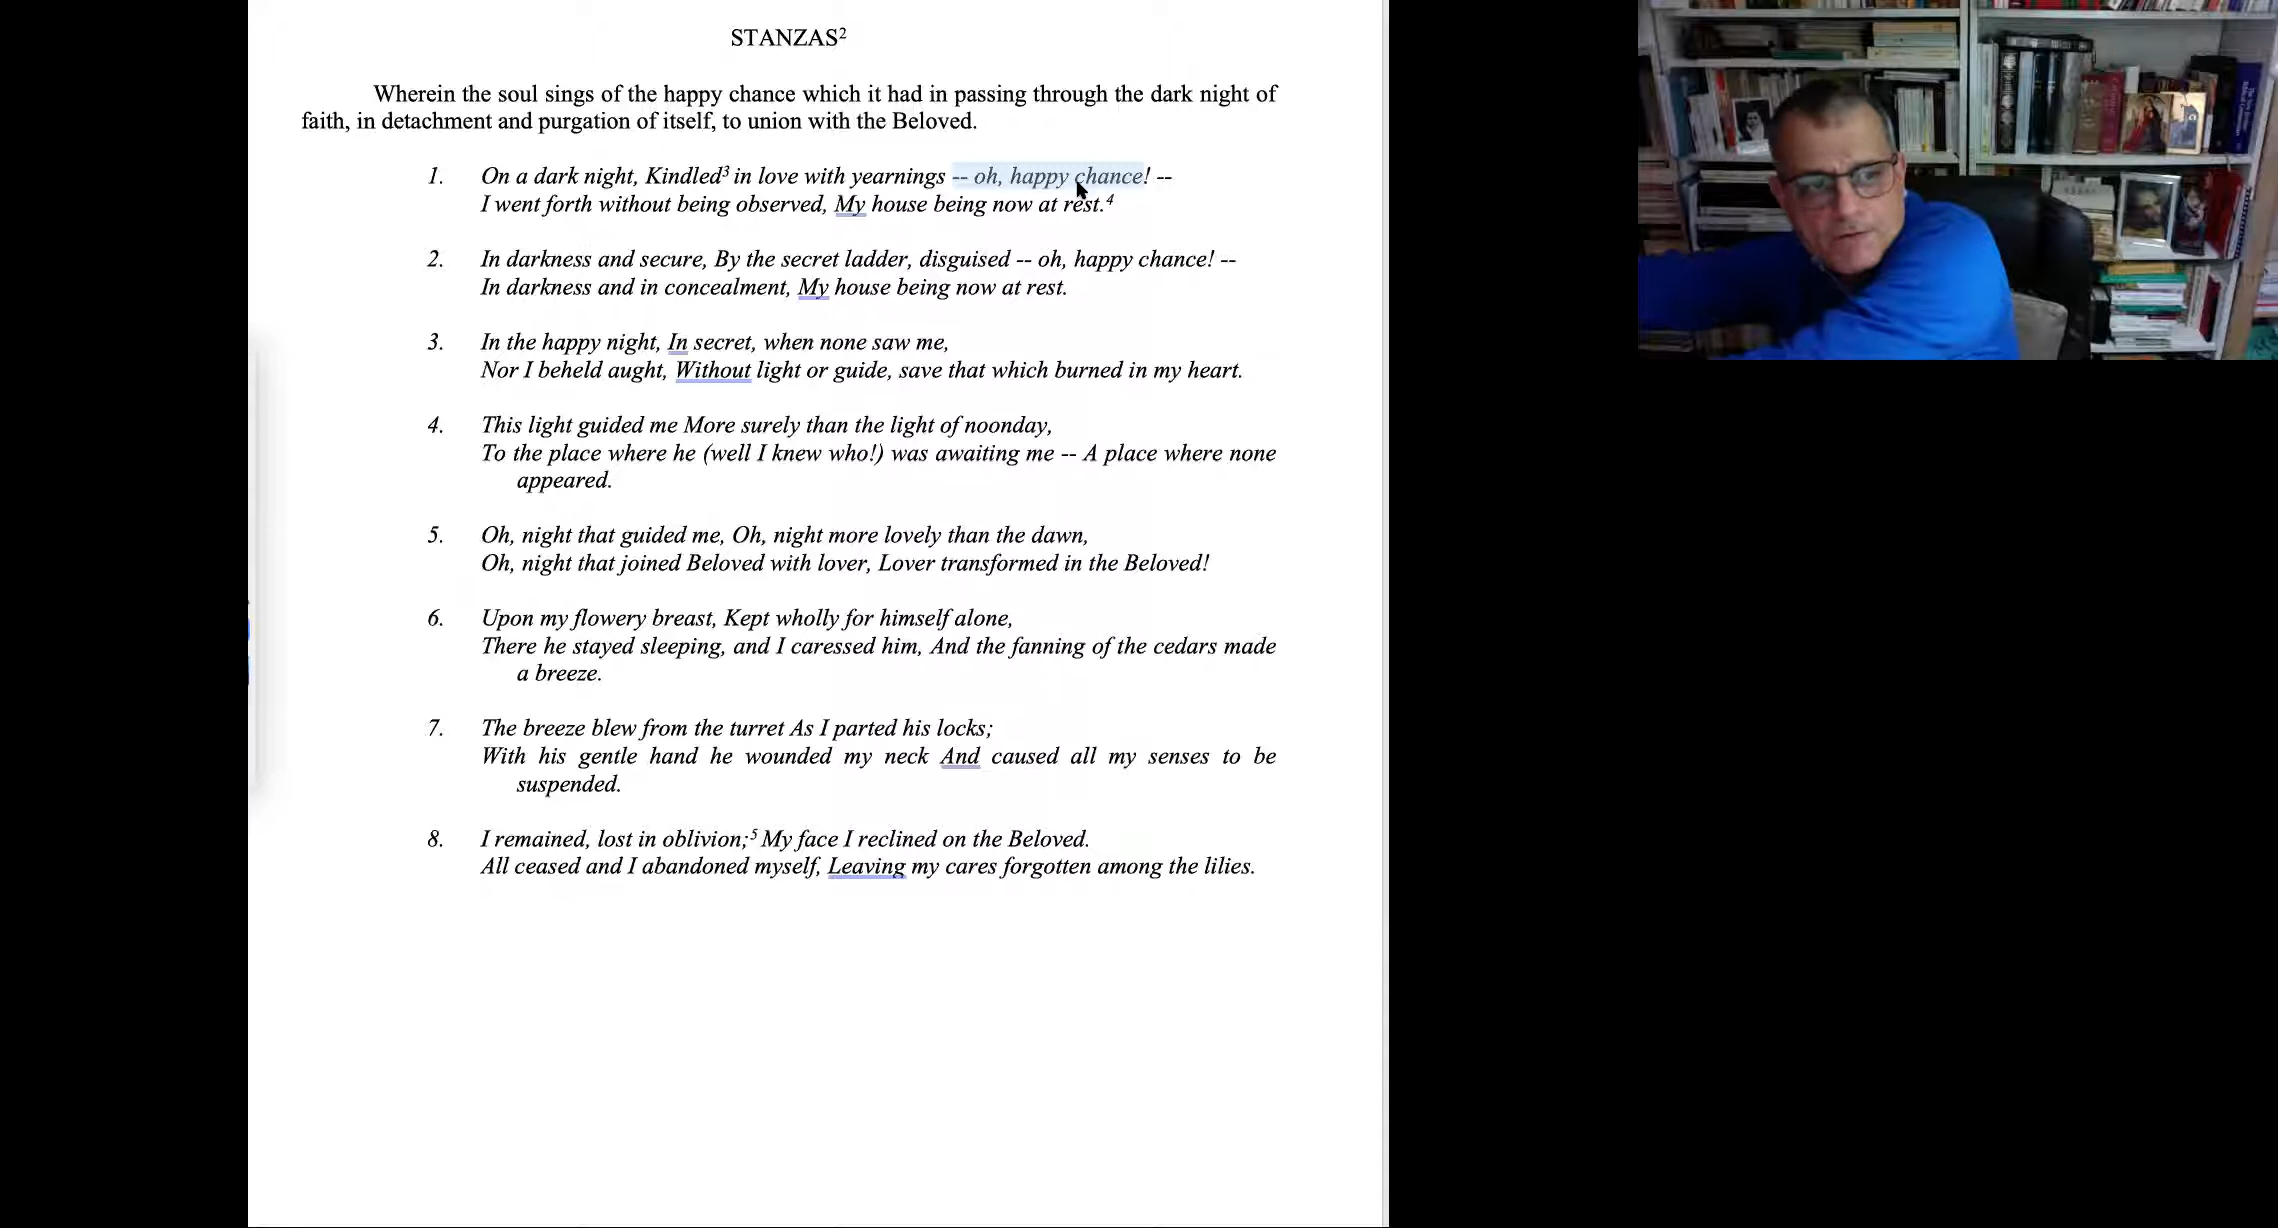 STANZAS²
Wherein the soul sings of the happy chance which it had in passing through the dark night of
faith, in detachment and purgation of itself, to union with the Beloved.
1. On a dark night, Kindled³ in love with yearnings -- oh, happy chance! --
I went forth without being observed, My house being now at rest.⁴
2. In darkness and secure, By the secret ladder, disguised -- oh, happy chance! --
In darkness and in concealment, My house being now at rest.
3. In the happy night, In secret, when none saw me,
Nor I beheld aught, Without light or guide, save that which burned in my heart.
4. This light guided me More surely than the light of noonday,
To the place where he (well I knew who!) was awaiting me -- A place where none
appeared.
5. Oh, night that guided me, Oh, night more lovely than the dawn,
Oh, night that joined Beloved with lover, Lover transformed in the Beloved!
6. Upon my flowery breast, Kept wholly for himself alone,
There he stayed sleeping, and I caressed him, And the fanning of the cedars made
a breeze.
7. The breeze blew from the turret As I parted his locks;
With his gentle hand he wounded my neck And caused all my senses to be
suspended.
8. I remained, lost in oblivion;⁵ My face I reclined on the Beloved.
All ceased and I abandoned myself, Leaving my cares forgotten among the lilies.